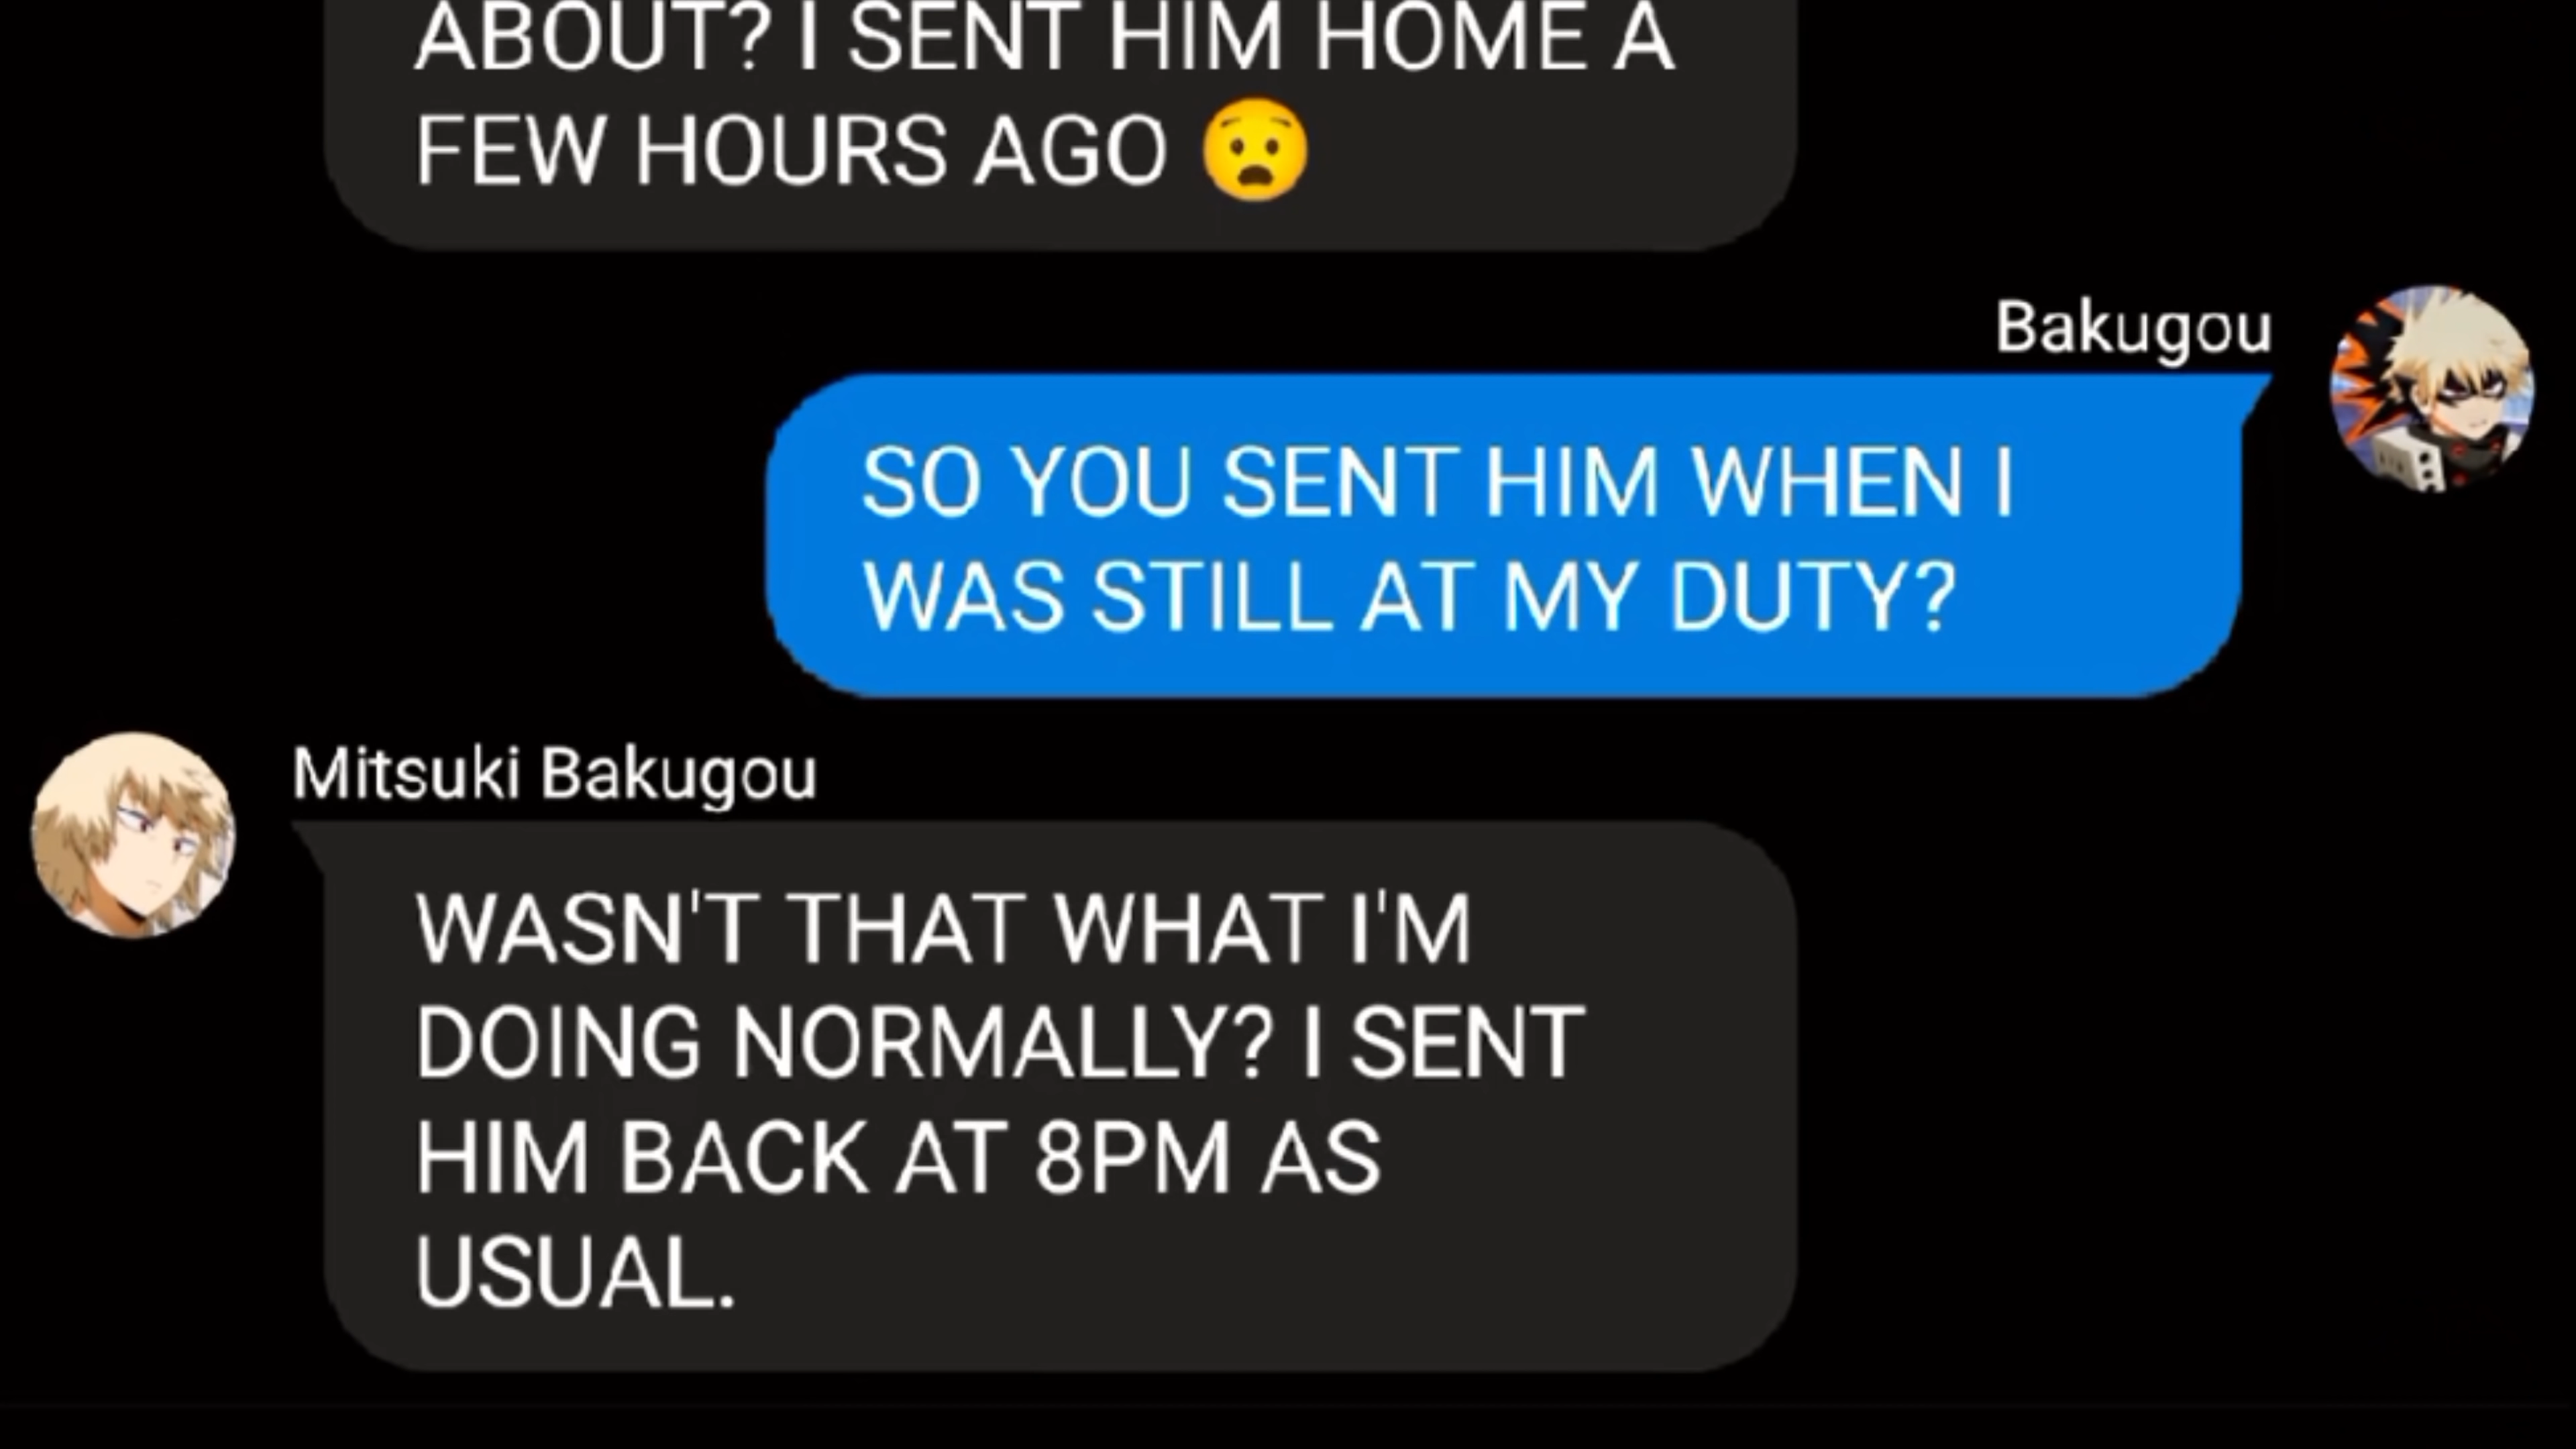 ABOUT? I SENT HIM HOME A
FEW HOURS AGO 😧
Bakugou
SO YOU SENT HIM WHEN I
WAS STILL AT MY DUTY?
Mitsuki Bakugou
WASN'T THAT WHAT I'M
DOING NORMALLY? I SENT
HIM BACK AT 8PM AS
USUAL.